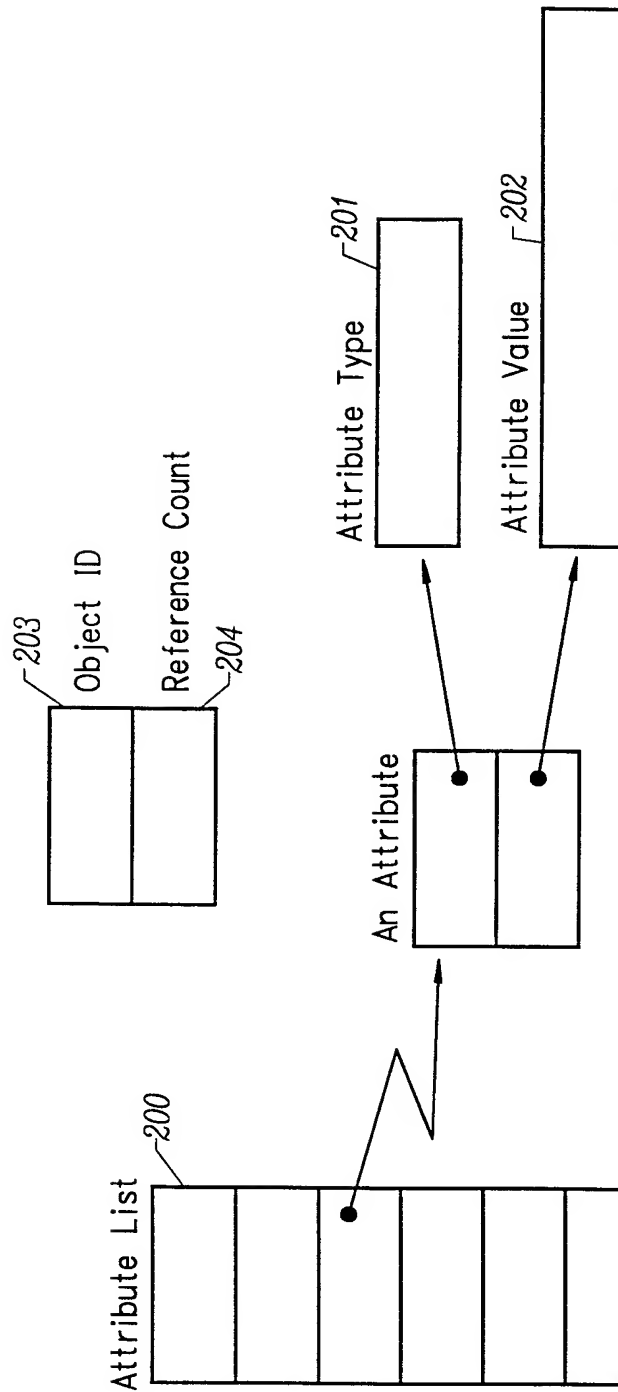 203
Object ID
Reference Count
204
Attribute List
200
An Attribute
Attribute Type
201
Attribute Value
202